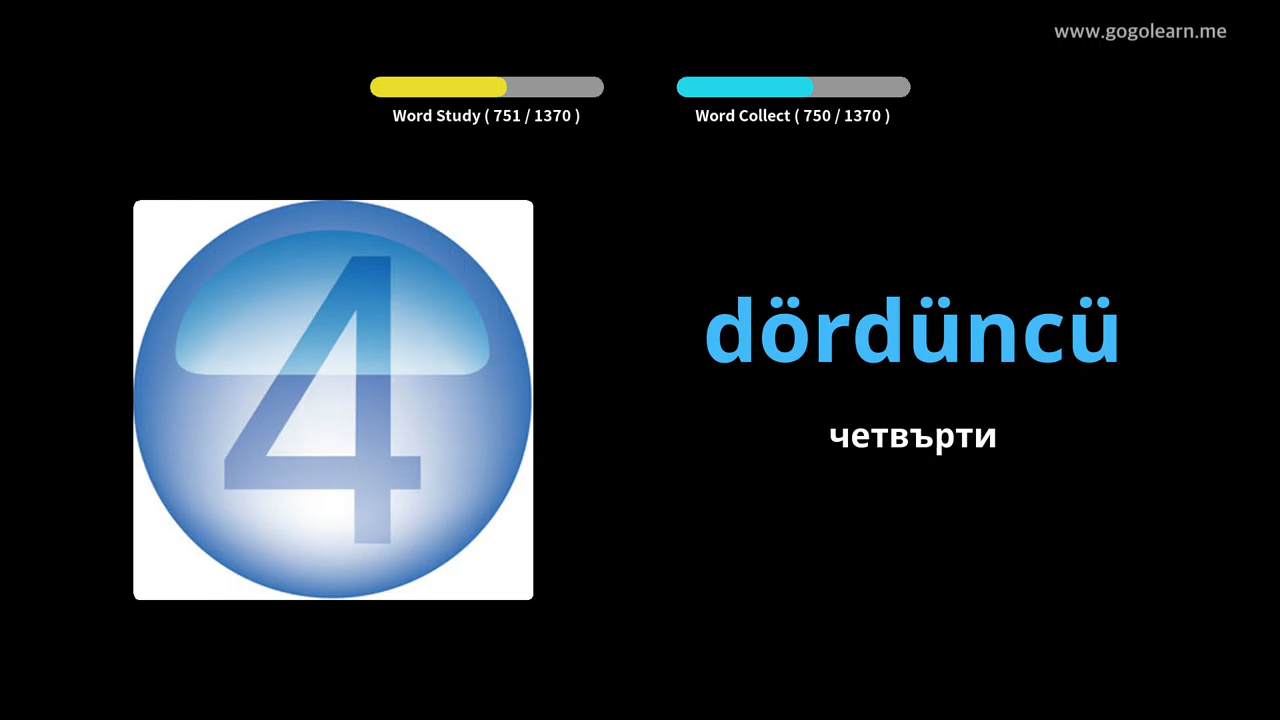 www.gogolearn.me
Word Study ( 751 / 1370 )
Word Collect ( 750 / 1370 )
4
dördüncü
четвърти